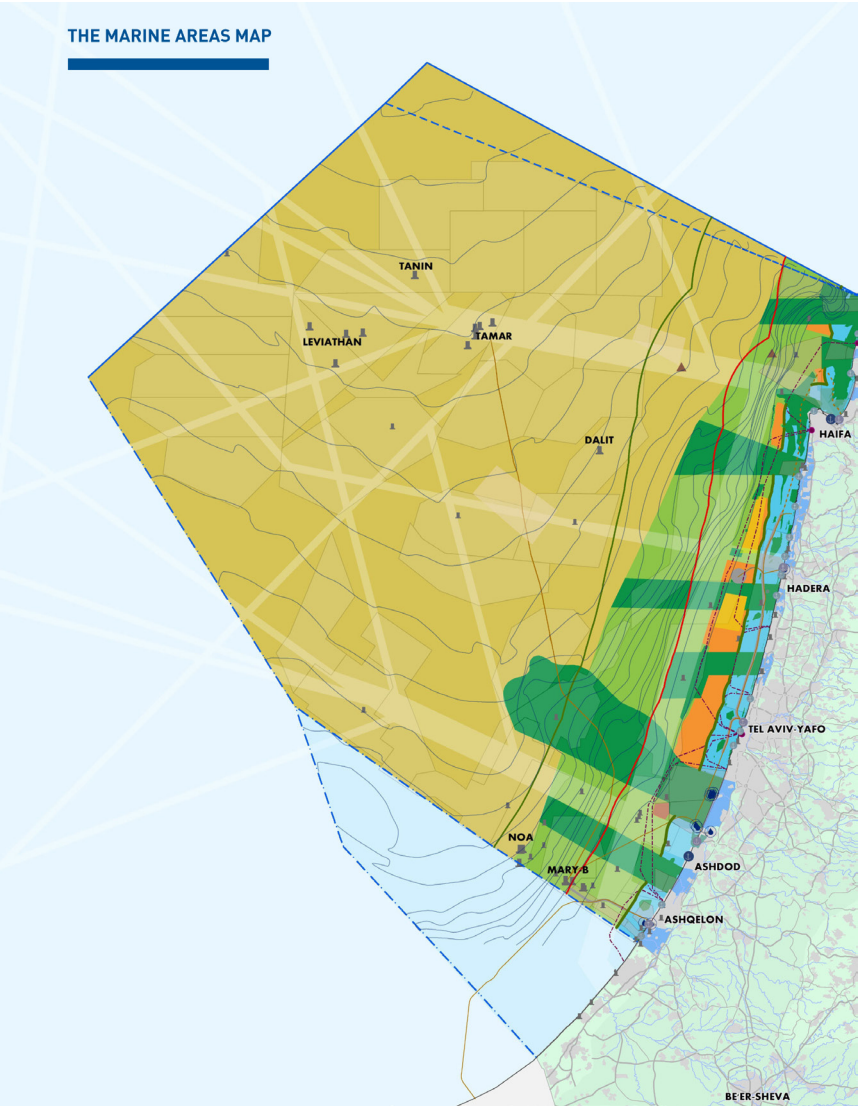 THE MARINE AREAS MAP
TANIN
LEVIATHAN
TAMAR
DALIT
HAIFA
HADERA
TEL AVIV-YAFO
NOA
MARY B
ASHDOD
ASHQELON
BE'ER-SHEVA